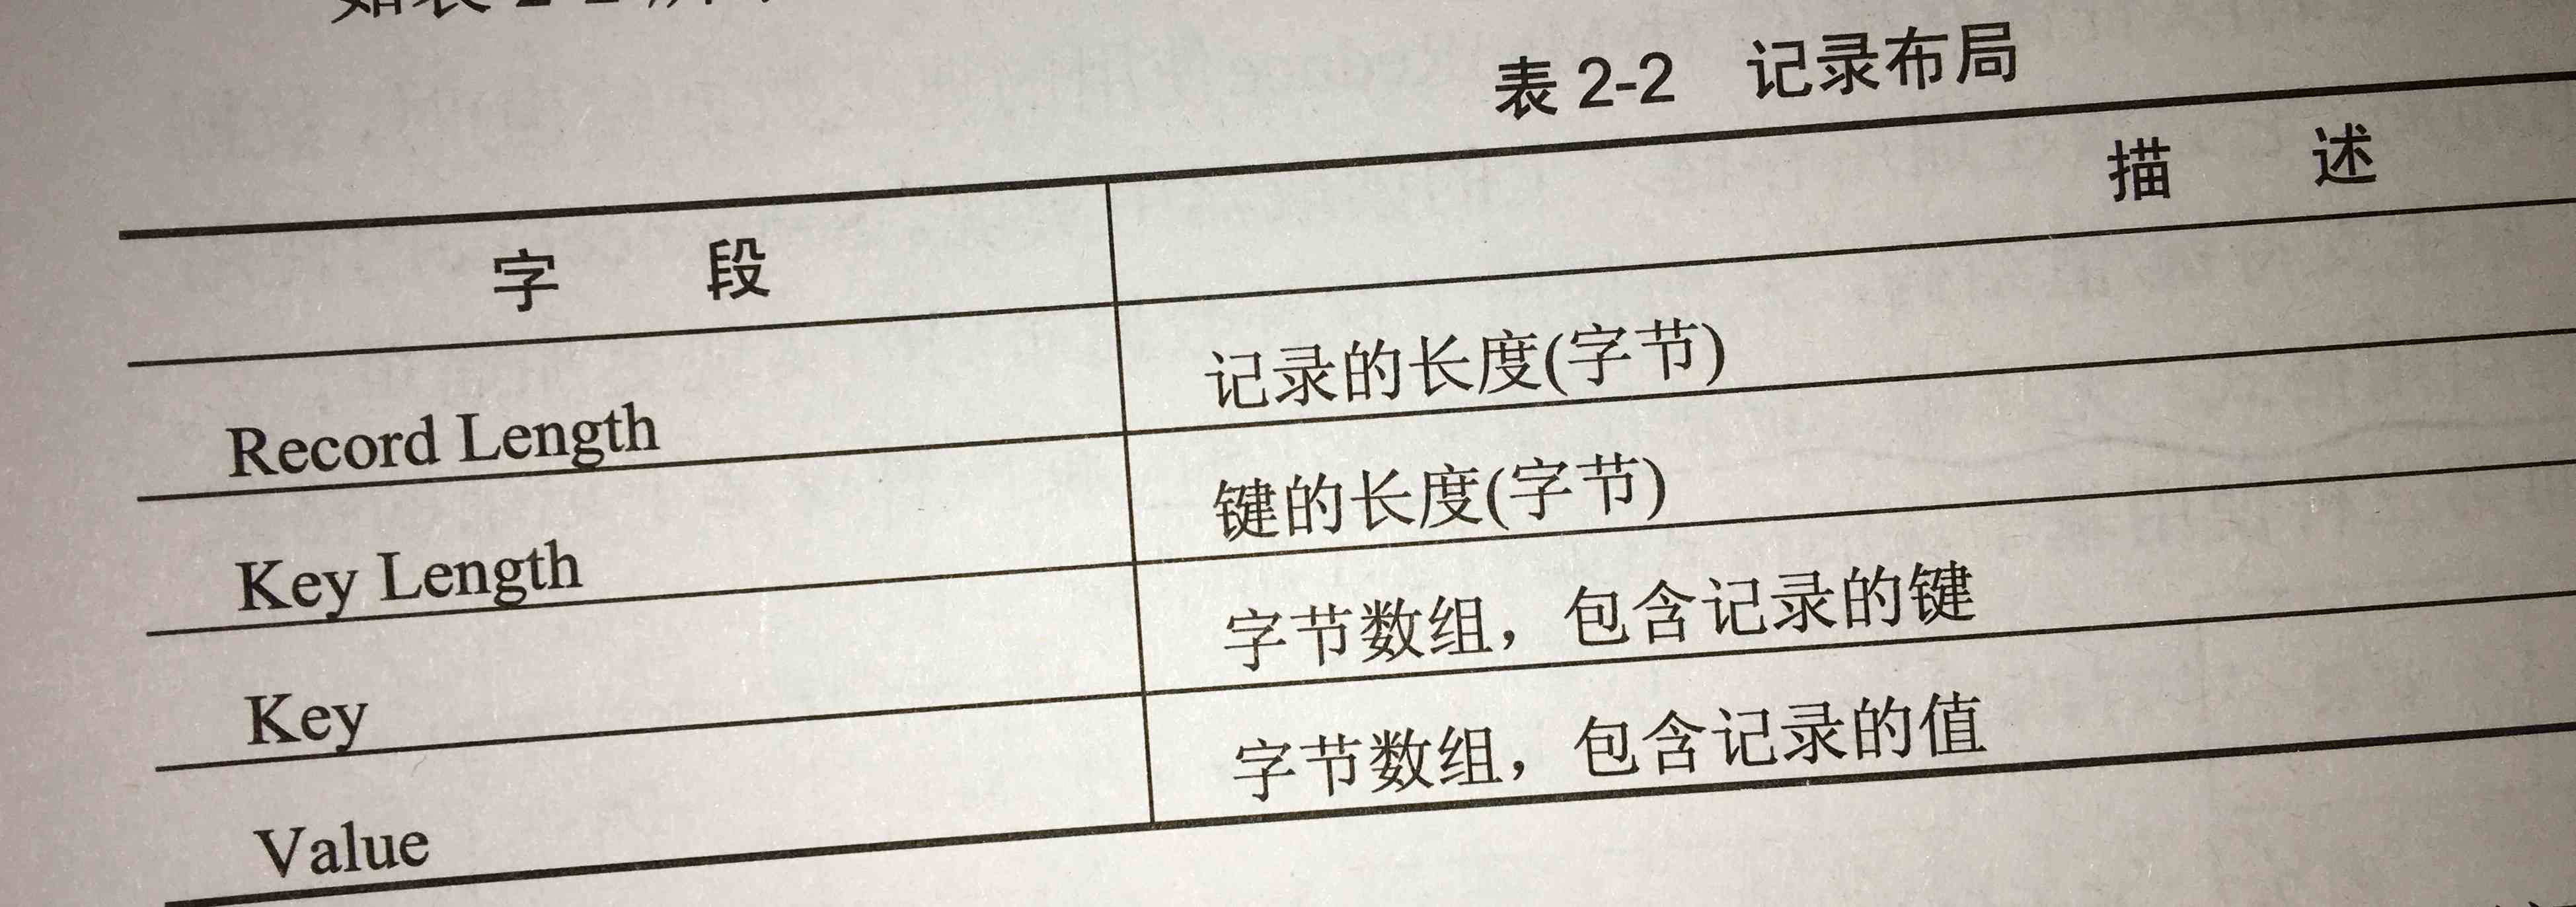 表 2-2 记录布局
字 段 描 述
Record Length 记录的长度(字节)
Key Length 键的长度(字节)
Key 字节数组，包含记录的键
Value 字节数组，包含记录的值